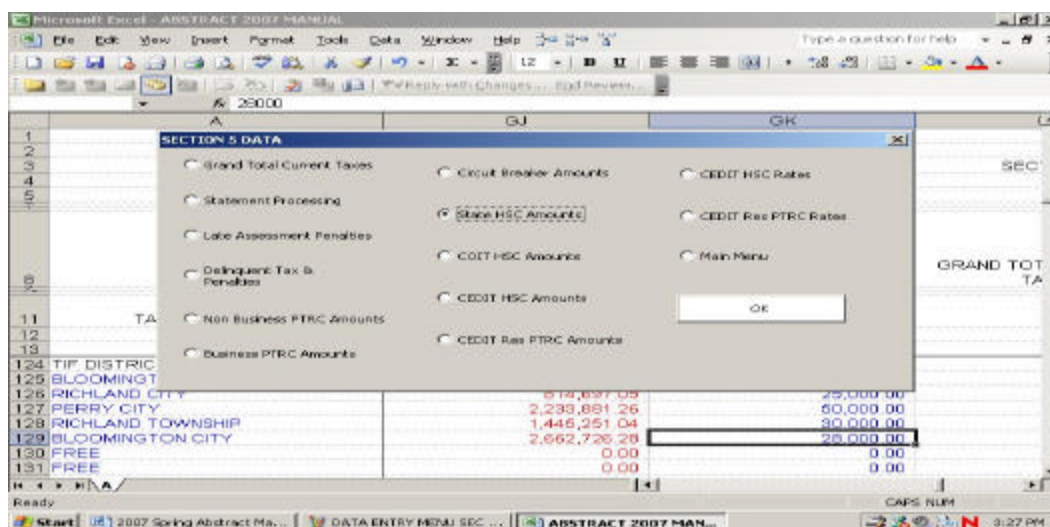 Microsoft Excel - ABSTRACT 2007 MANUAL
File Edit View Insert Format Tools Data Window Help
Type a question for help
12 B U
Reply with Changes... End Review...
fx 28000
A GJ GK
SECTION 5 DATA
Grand Total Current Taxes
Statement Processing
Late Assessment Penalties
Delinquent Tax &
Penalties
Non Business PTRC Amounts
Business PTRC Amounts
Circuit Breaker Amounts
State HSC Amounts
COIT HSC Amounts
CEDIT HSC Amounts
CEDIT Res PTRC Amounts
CEDIT HSC Rates
CEDIT Res PTRC Rates
Main Menu
OK
1
2
3 SEC
4
5
8 GRAND TOT
TA
11 TA
12
13
124 TIF DISTRIC
125 BLOOMINGT
126 RICHLAND CITY 814,697.05 25,000.00
127 PERRY CITY 2,233,881.26 60,000.00
128 RICHLAND TOWNSHIP 1,446,251.04 30,000.00
129 BLOOMINGTON CITY 2,662,726.28 28,000.00
130 FREE 0.00 0.00
131 FREE 0.00 0.00
A
Ready CAPS NUM
Start 2007 Spring Abstract Ma... DATA ENTRY MENU SEC ... ABSTRACT 2007 MAN... 3:27 PM